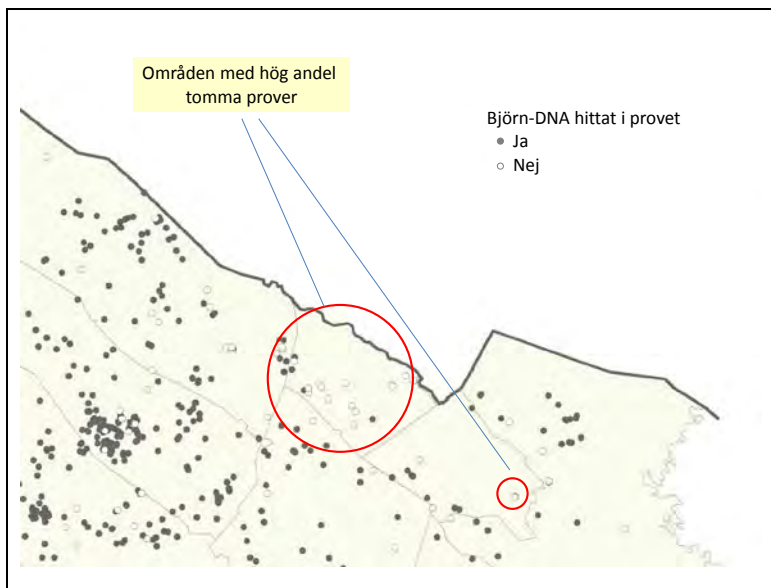 Områden med hög andel
tomma prover
Björn-DNA hittat i provet
Ja
Nej